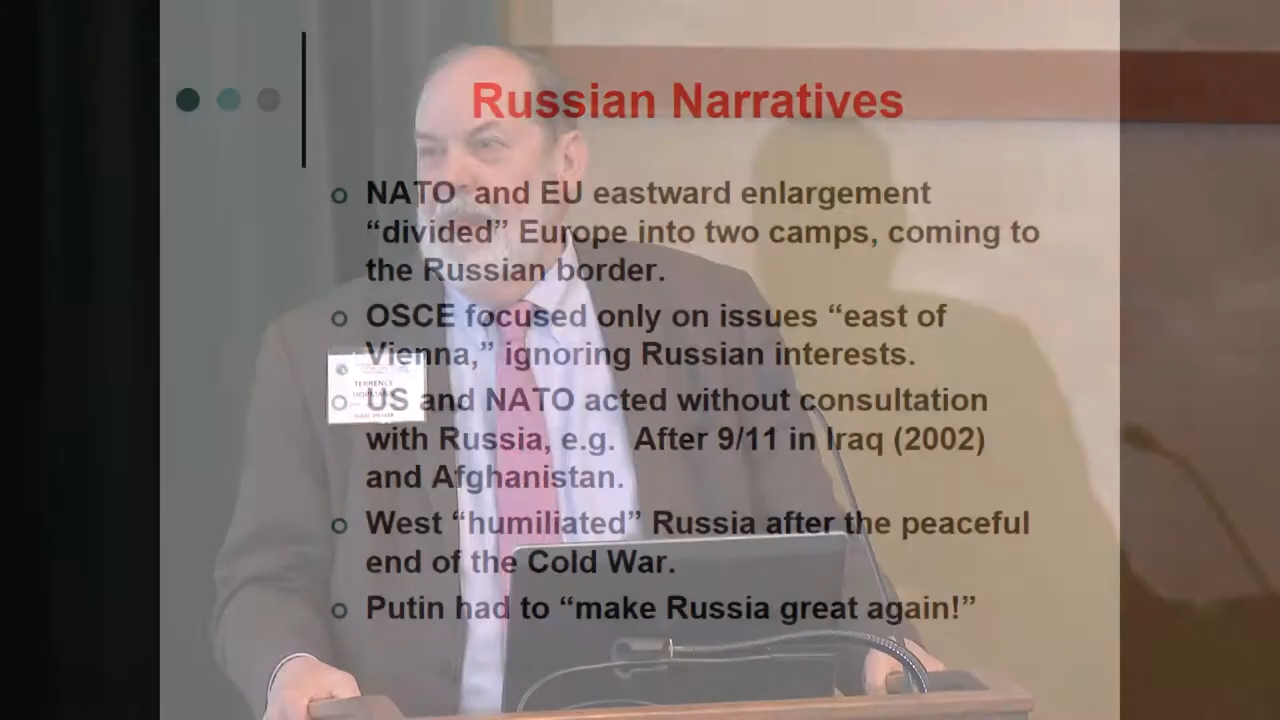 Russian Narratives
NATO and EU eastward enlargement
“divided” Europe into two camps, coming to
the Russian border.
OSCE focused only on issues “east of
Vienna,” ignoring Russian interests.
US and NATO acted without consultation
with Russia, e.g. After 9/11 in Iraq (2002)
and Afghanistan.
West “humiliated” Russia after the peaceful
end of the Cold War.
Putin had to “make Russia great again!”
TERRENCE